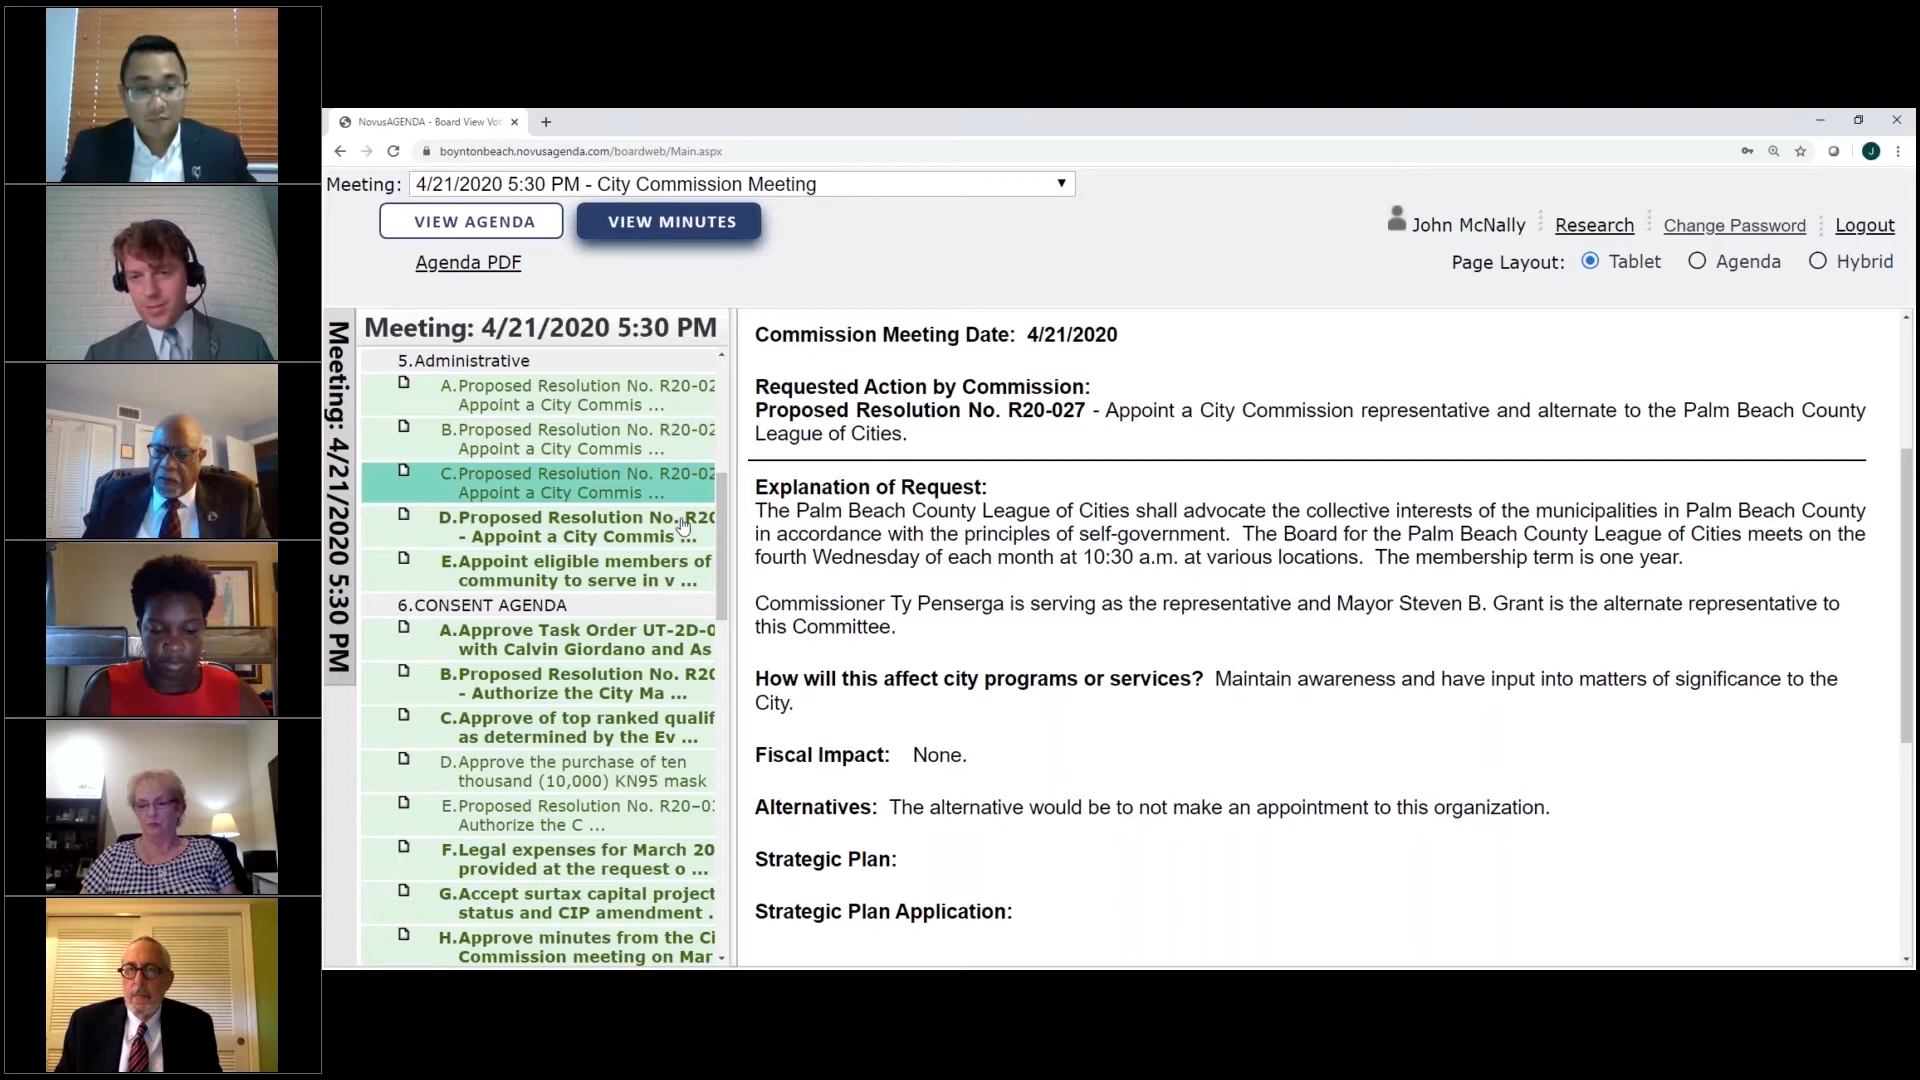 NovusAGENDA - Board View Vo
boyntonbeach.novusagenda.com/boardweb/Main.aspx
J
Meeting: 4/21/2020 5:30 PM - City Commission Meeting
VIEW AGENDA
VIEW MINUTES
Agenda PDF
John McNally
Research
Change Password
Logout
Page Layout: Tablet Agenda Hybrid
Meeting: 4/21/2020 5:30 PM
Meeting: 4/21/2020 5:30 PM
5.Administrative
A.Proposed Resolution No. R20-02
Appoint a City Commis ...
B.Proposed Resolution No. R20-02
Appoint a City Commis ...
C.Proposed Resolution No. R20-02
Appoint a City Commis ...
D.Proposed Resolution No. R20
- Appoint a City Commis ...
E.Appoint eligible members of
community to serve in v ...
6.CONSENT AGENDA
A.Approve Task Order UT-2D-0
with Calvin Giordano and As
B.Proposed Resolution No. R20
- Authorize the City Ma ...
C.Approve of top ranked qualif
as determined by the Ev ...
D.Approve the purchase of ten
thousand (10,000) KN95 mask
E.Proposed Resolution No. R20–03
Authorize the C ...
F.Legal expenses for March 20
provided at the request o ...
G.Accept surtax capital project
status and CIP amendment .
H.Approve minutes from the Ci
Commission meeting on Mar
Commission Meeting Date: 4/21/2020
Requested Action by Commission:
Proposed Resolution No. R20-027 - Appoint a City Commission representative and alternate to the Palm Beach County
League of Cities.
Explanation of Request:
The Palm Beach County League of Cities shall advocate the collective interests of the municipalities in Palm Beach County
in accordance with the principles of self-government. The Board for the Palm Beach County League of Cities meets on the
fourth Wednesday of each month at 10:30 a.m. at various locations. The membership term is one year.
Commissioner Ty Penserga is serving as the representative and Mayor Steven B. Grant is the alternate representative to
this Committee.
How will this affect city programs or services? Maintain awareness and have input into matters of significance to the
City.
Fiscal Impact: None.
Alternatives: The alternative would be to not make an appointment to this organization.
Strategic Plan:
Strategic Plan Application: